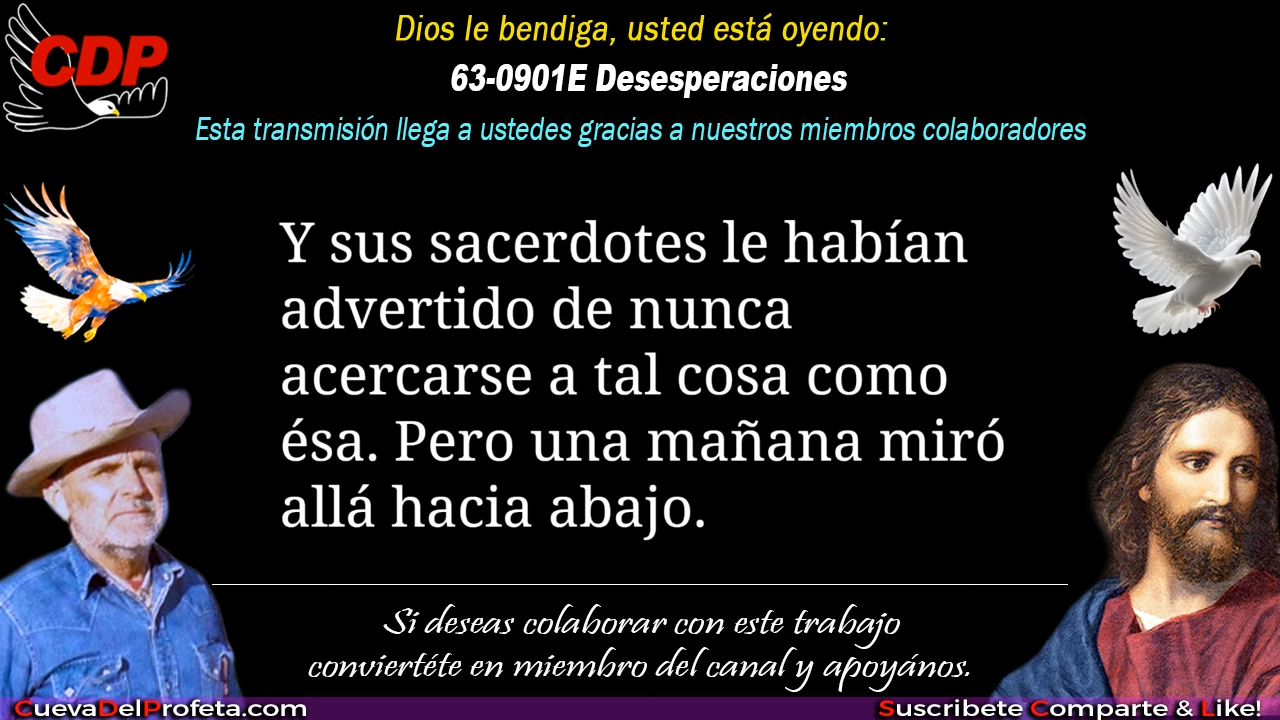 CDP
Dios le bendiga, usted está oyendo:
63-0901E Desesperaciones
Esta transmisión llega a ustedes gracias a nuestros miembros colaboradores
Y sus sacerdotes le habían
advertido de nunca
acercarse a tal cosa como
ésa. Pero una mañana miró
allá hacia abajo.
Si deseas colaborar con este trabajo
conviertéte en miembro del canal y apoyános.
CuevaDelProfeta.com
Suscribete Comparte & Like!